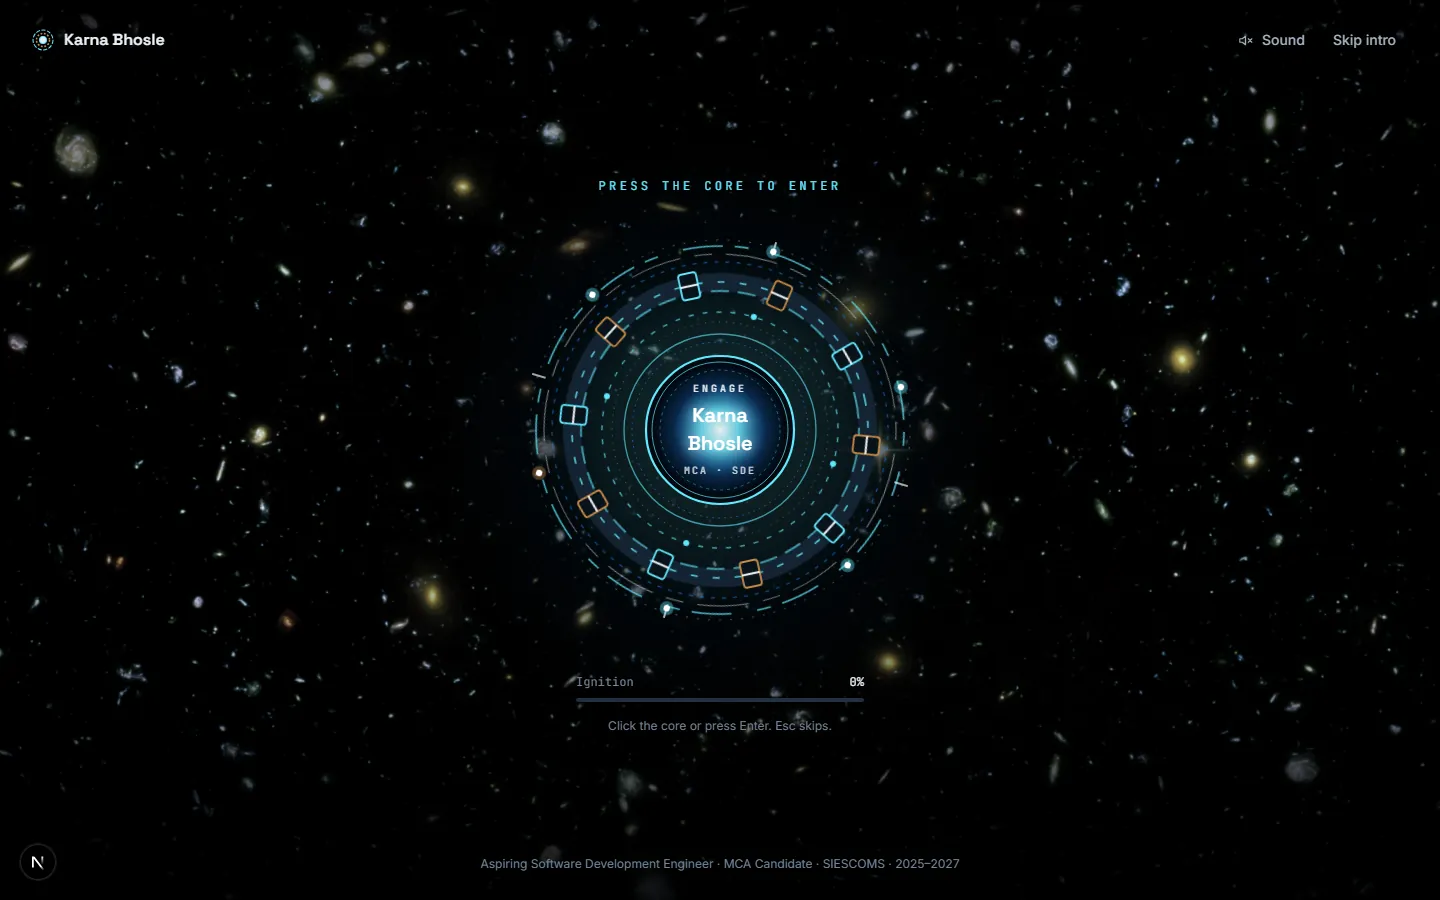 Karna Bhosle
Sound
Skip intro
PRESS THE CORE TO ENTER
ENGAGE
Karna
Bhosle
MCA · SDE
Ignition
0%
Click the core or press Enter. Esc skips.
N
Aspiring Software Development Engineer · MCA Candidate · SIESCOMS · 2025–2027